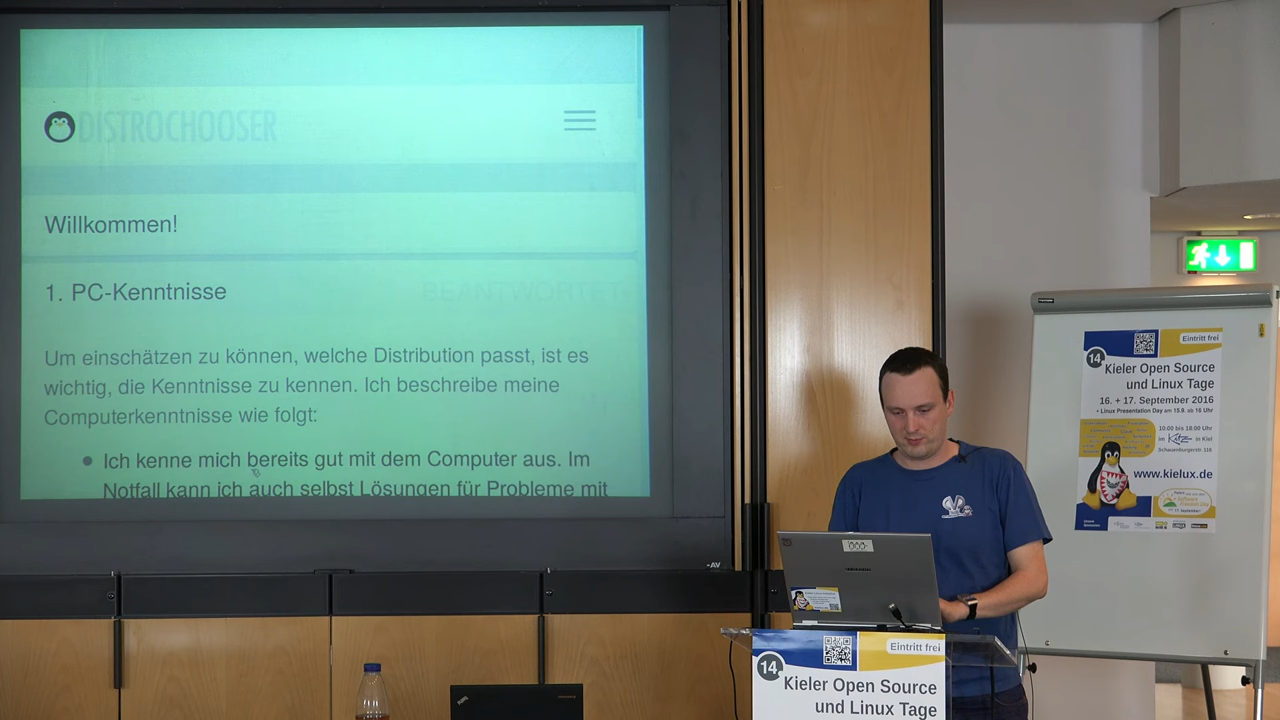 DISTROCHOOSER
Willkommen!
1. PC-Kenntnisse
BEANTWORTET
Um einschätzen zu können, welche Distribution passt, ist es
wichtig, die Kenntnisse zu kennen. Ich beschreibe meine
Computerkenntnisse wie folgt:
Ich kenne mich bereits gut mit dem Computer aus. Im
Notfall kann ich auch selbst Lösungen für Probleme mit
AV
Eintritt frei
14
Kieler Open Source
und Linux Tage
16. + 17. September 2016
+ Linux Presentation Day am 15.9. ab 16 Uhr
10:00 bis 18:00 Uhr
im Kitz in Kiel
Schauenburgerstr 116
www.kielux.de
Eintritt frei
14
Kieler Open Source
und Linux Tage